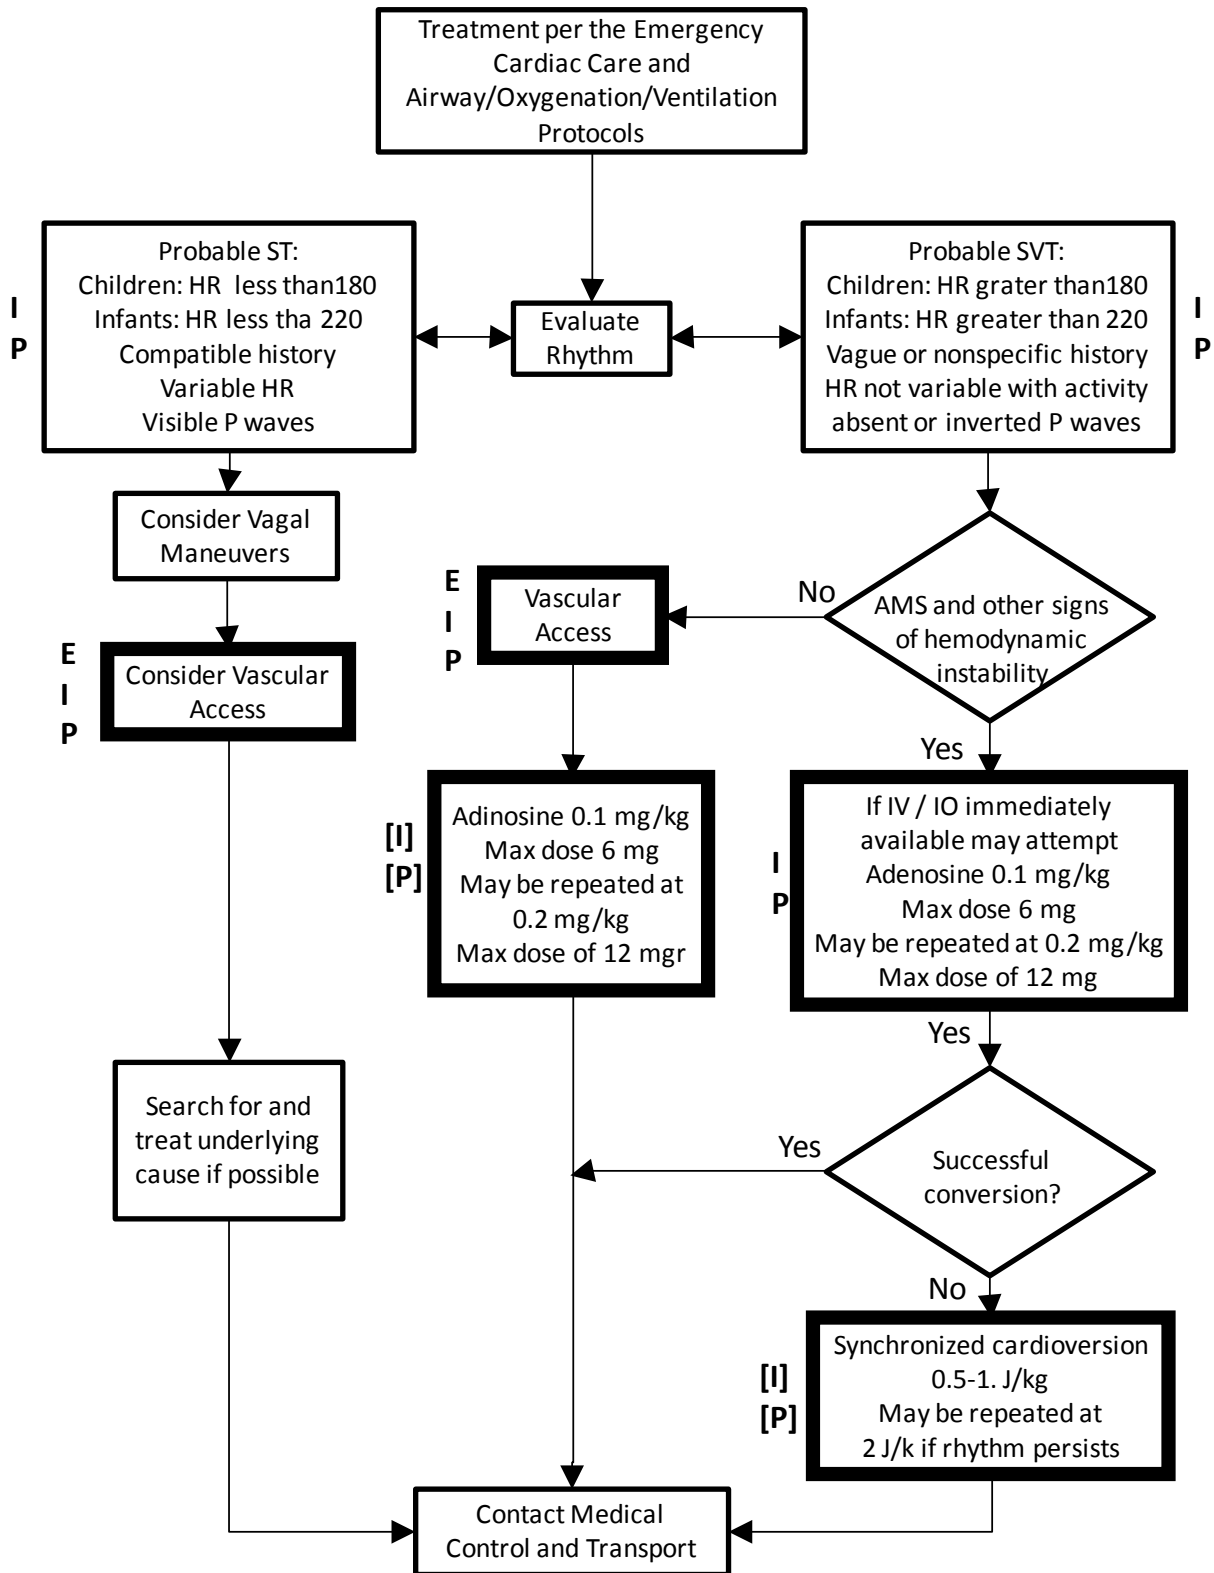 Treatment per the Emergency
Cardiac Care and
Airway/Oxygenation/Ventilation
Protocols
I
P
Probable ST:
Children: HR less than180
Infants: HR less tha 220
Compatible history
Variable HR
Visible P waves
Evaluate
Rhythm
Probable SVT:
Children: HR grater than180
Infants: HR greater than 220
Vague or nonspecific history
HR not variable with activity
absent or inverted P waves
I
P
Consider Vagal
Maneuvers
E
I
P
Consider Vascular
Access
E
I
P
Vascular
Access
No
AMS and other signs
of hemodynamic
instability
Yes
[I]
[P]
Adinosine 0.1 mg/kg
Max dose 6 mg
May be repeated at
0.2 mg/kg
Max dose of 12 mgr
I
P
If IV / IO immediately
available may attempt
Adenosine 0.1 mg/kg
Max dose 6 mg
May be repeated at 0.2 mg/kg
Max dose of 12 mg
Yes
Search for and
treat underlying
cause if possible
Yes
Successful
conversion?
No
[I]
[P]
Synchronized cardioversion
0.5-1. J/kg
May be repeated at
2 J/k if rhythm persists
Contact Medical
Control and Transport